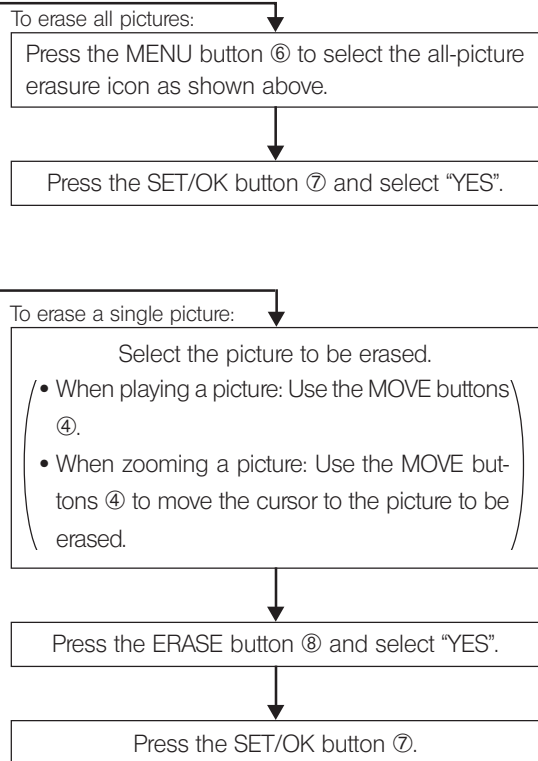 To erase all pictures:
Press the MENU button ⑥ to select the all-picture
erasure icon as shown above.
Press the SET/OK button ⑦ and select “YES”.
To erase a single picture:
Select the picture to be erased.
• When playing a picture: Use the MOVE buttons
④.
• When zooming a picture: Use the MOVE but-
tons ④ to move the cursor to the picture to be
erased.
Press the ERASE button ⑧ and select “YES”.
Press the SET/OK button ⑦.